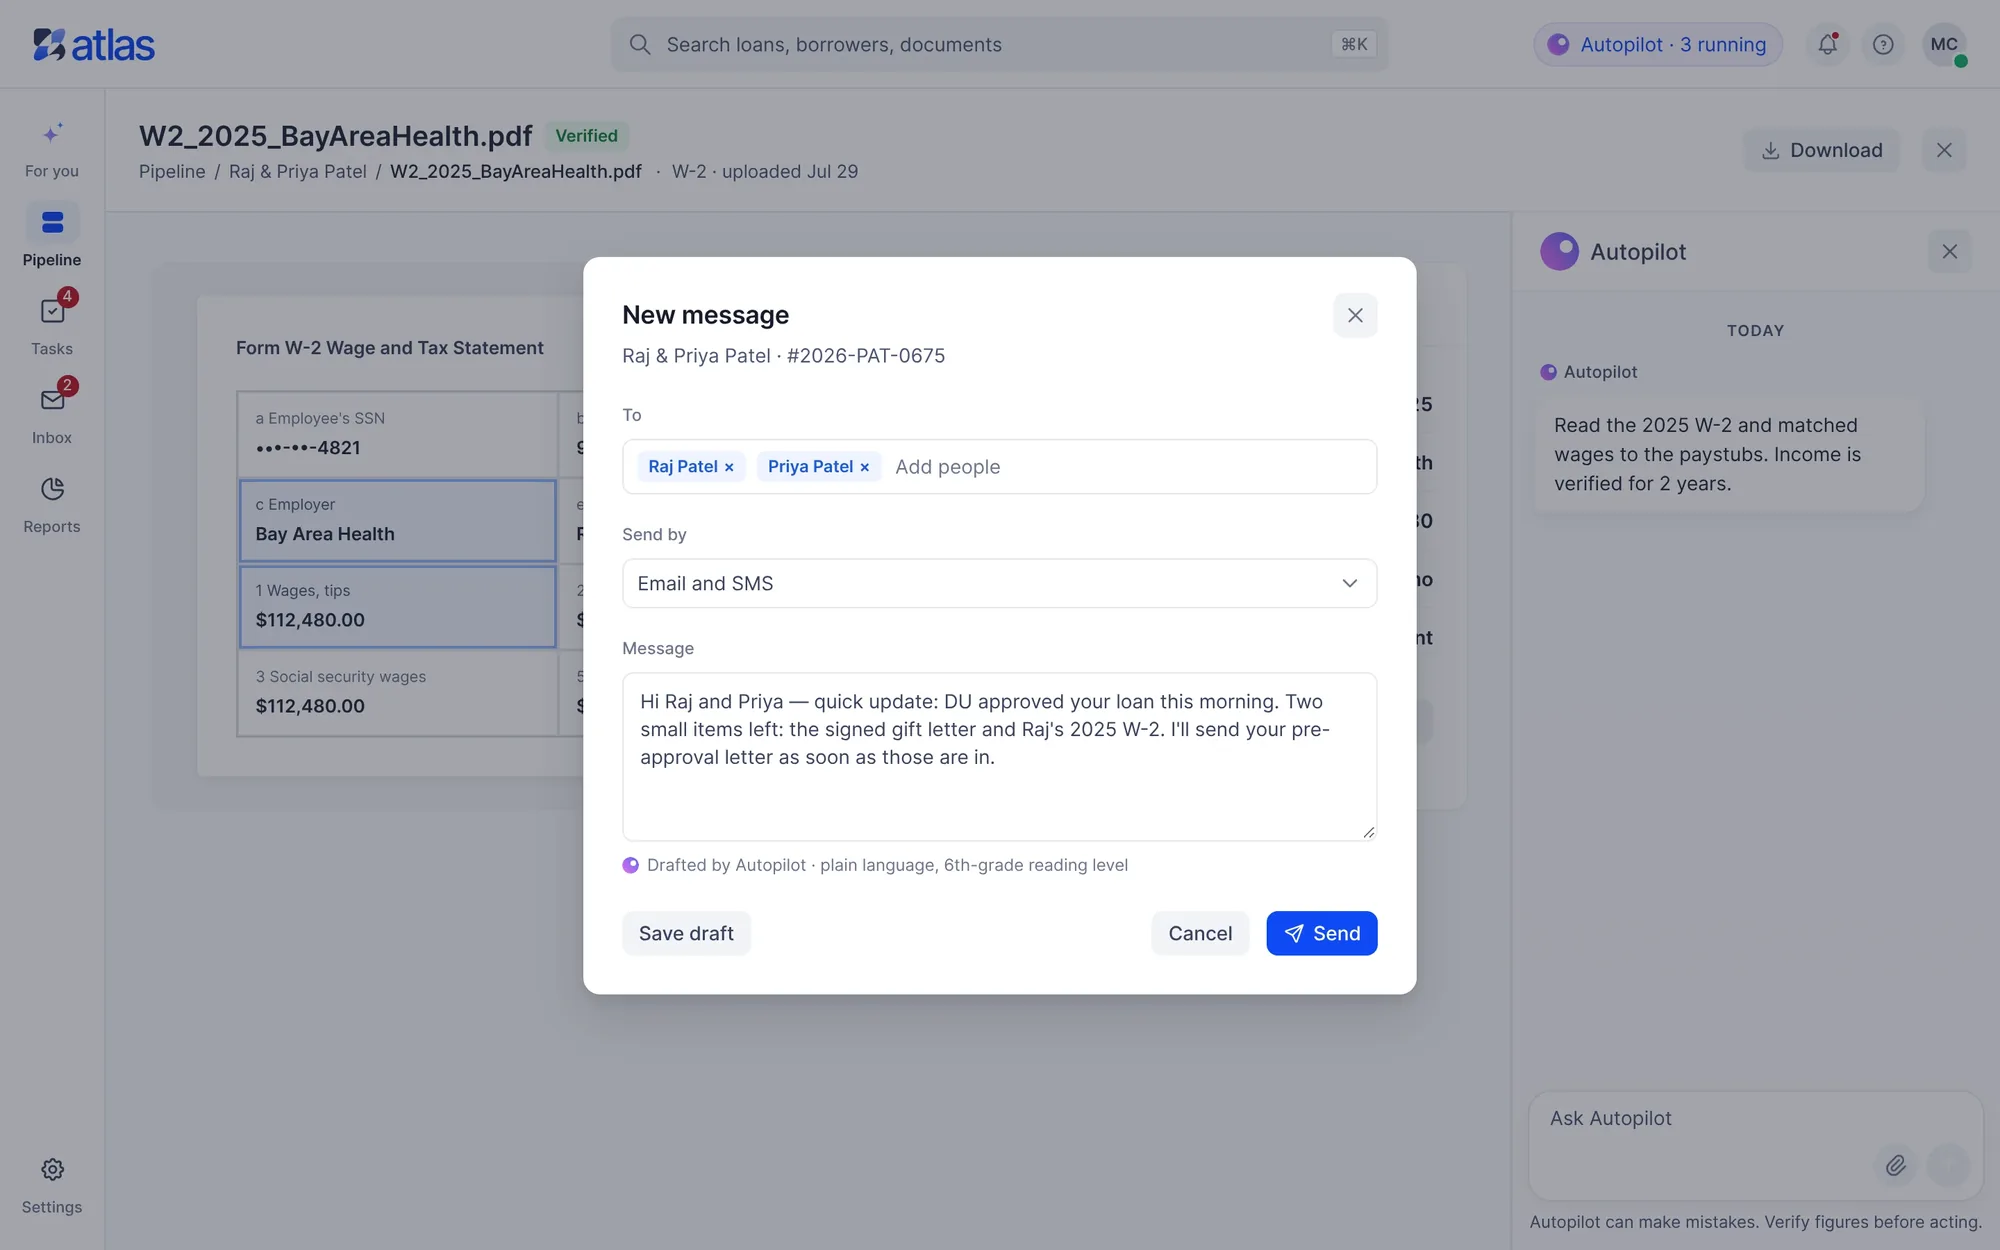 atlas
Search loans, borrowers, documents
⌘K
Autopilot · 3 running
MC
For you
Pipeline
4
Tasks
2
Inbox
Reports
Settings
W2_2025_BayAreaHealth.pdf
Verified
Pipeline / Raj & Priya Patel / W2_2025_BayAreaHealth.pdf · W-2 · uploaded Jul 29
Download
Form W-2 Wage and Tax Statement
a Employee's SSN
•••-••-4821
c Employer
Bay Area Health
1 Wages, tips
$112,480.00
3 Social security wages
$112,480.00
New message
Raj & Priya Patel · #2026-PAT-0675
To
Raj Patel ×
Priya Patel ×
Add people
Send by
Email and SMS
Message
Hi Raj and Priya — quick update: DU approved your loan this morning. Two
small items left: the signed gift letter and Raj's 2025 W-2. I'll send your pre-
approval letter as soon as those are in.
Drafted by Autopilot · plain language, 6th-grade reading level
Save draft
Cancel
Send
Autopilot
TODAY
Autopilot
Read the 2025 W-2 and matched
wages to the paystubs. Income is
verified for 2 years.
Ask Autopilot
Autopilot can make mistakes. Verify figures before acting.